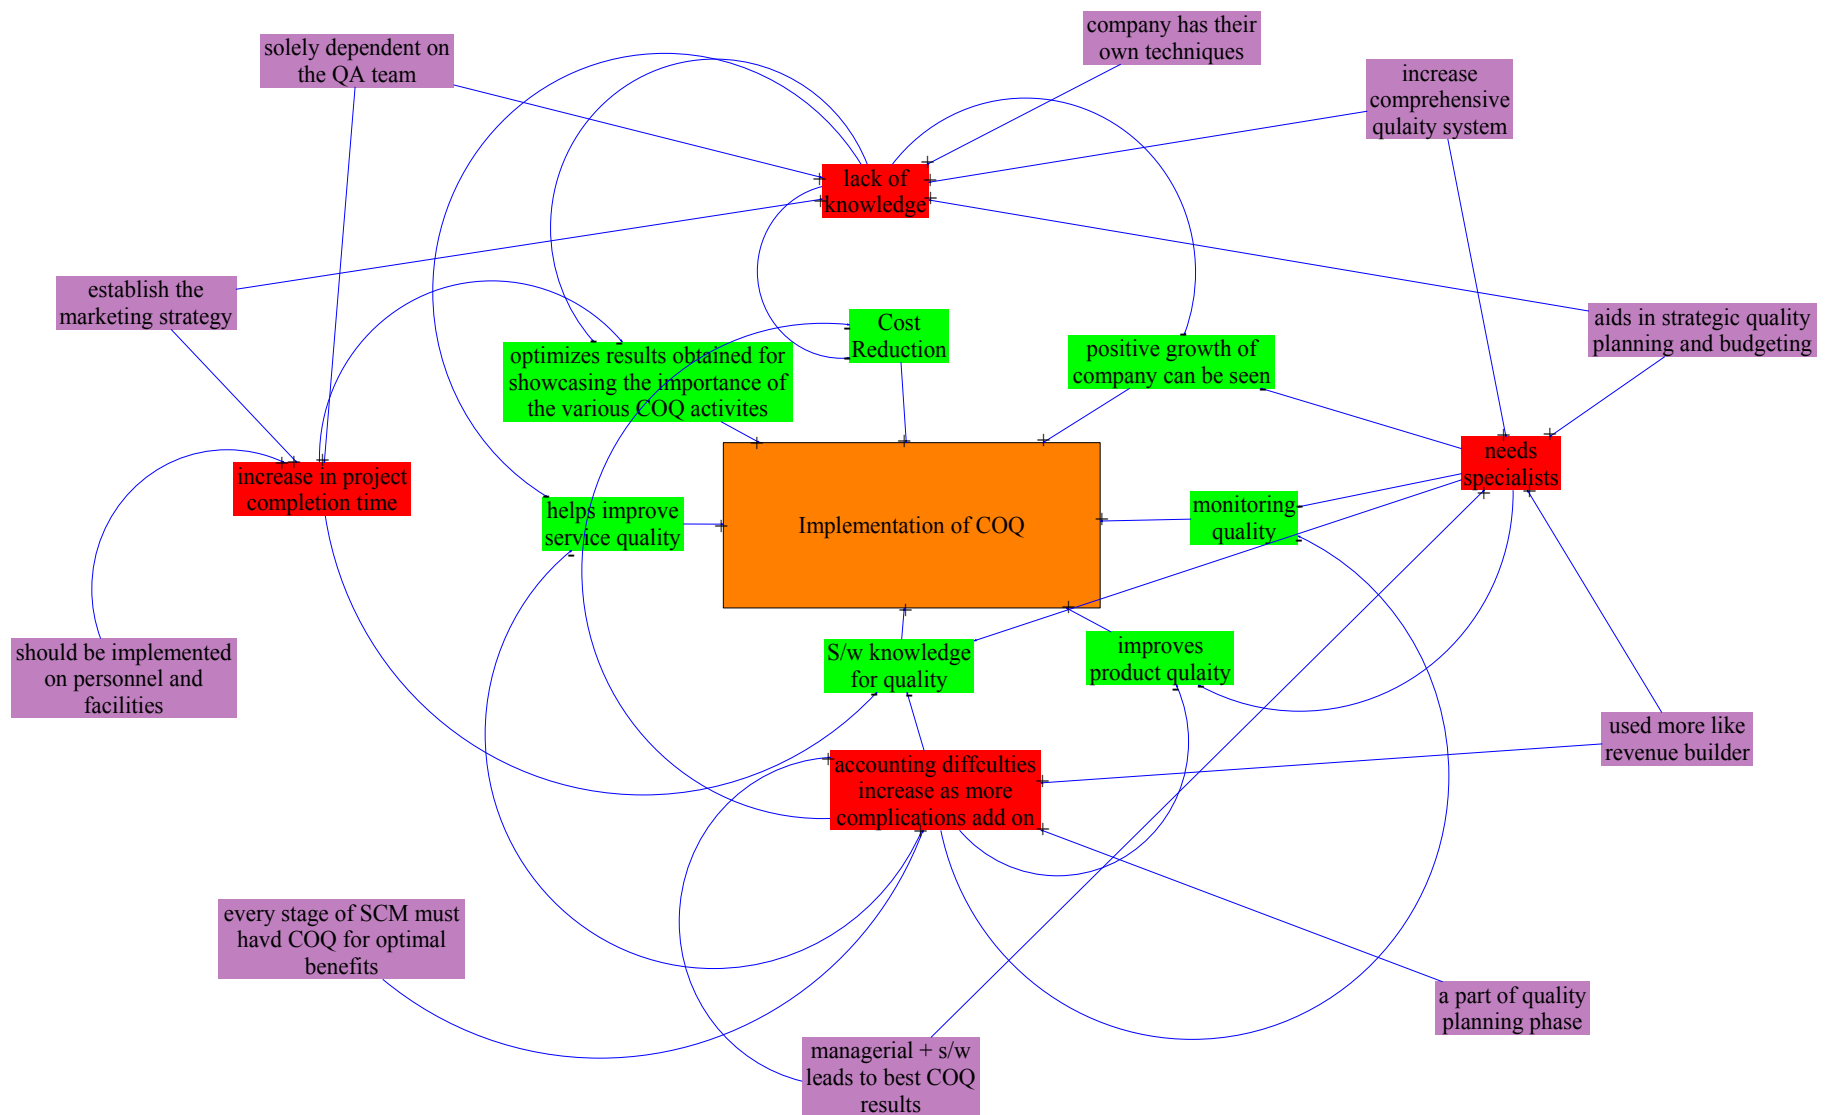 solely dependent on
the QA team
company has their
own techniques
increase
comprehensive
qulaity system
lack of
knowledge
establish the
marketing strategy
aids in strategic quality
planning and budgeting
Cost
Reduction
optimizes results obtained for
showcasing the importance of
the various COQ activites
positive growth of
company can be seen
needs
specialists
increase in project
completion time
helps improve
service quality
Implementation of COQ
monitoring
quality
should be implemented
on personnel and
facilities
S/w knowledge
for quality
improves
product qulaity
used more like
revenue builder
accounting diffculties
increase as more
complications add on
every stage of SCM must
havd COQ for optimal
benefits
a part of quality
planning phase
managerial + s/w
leads to best COQ
results